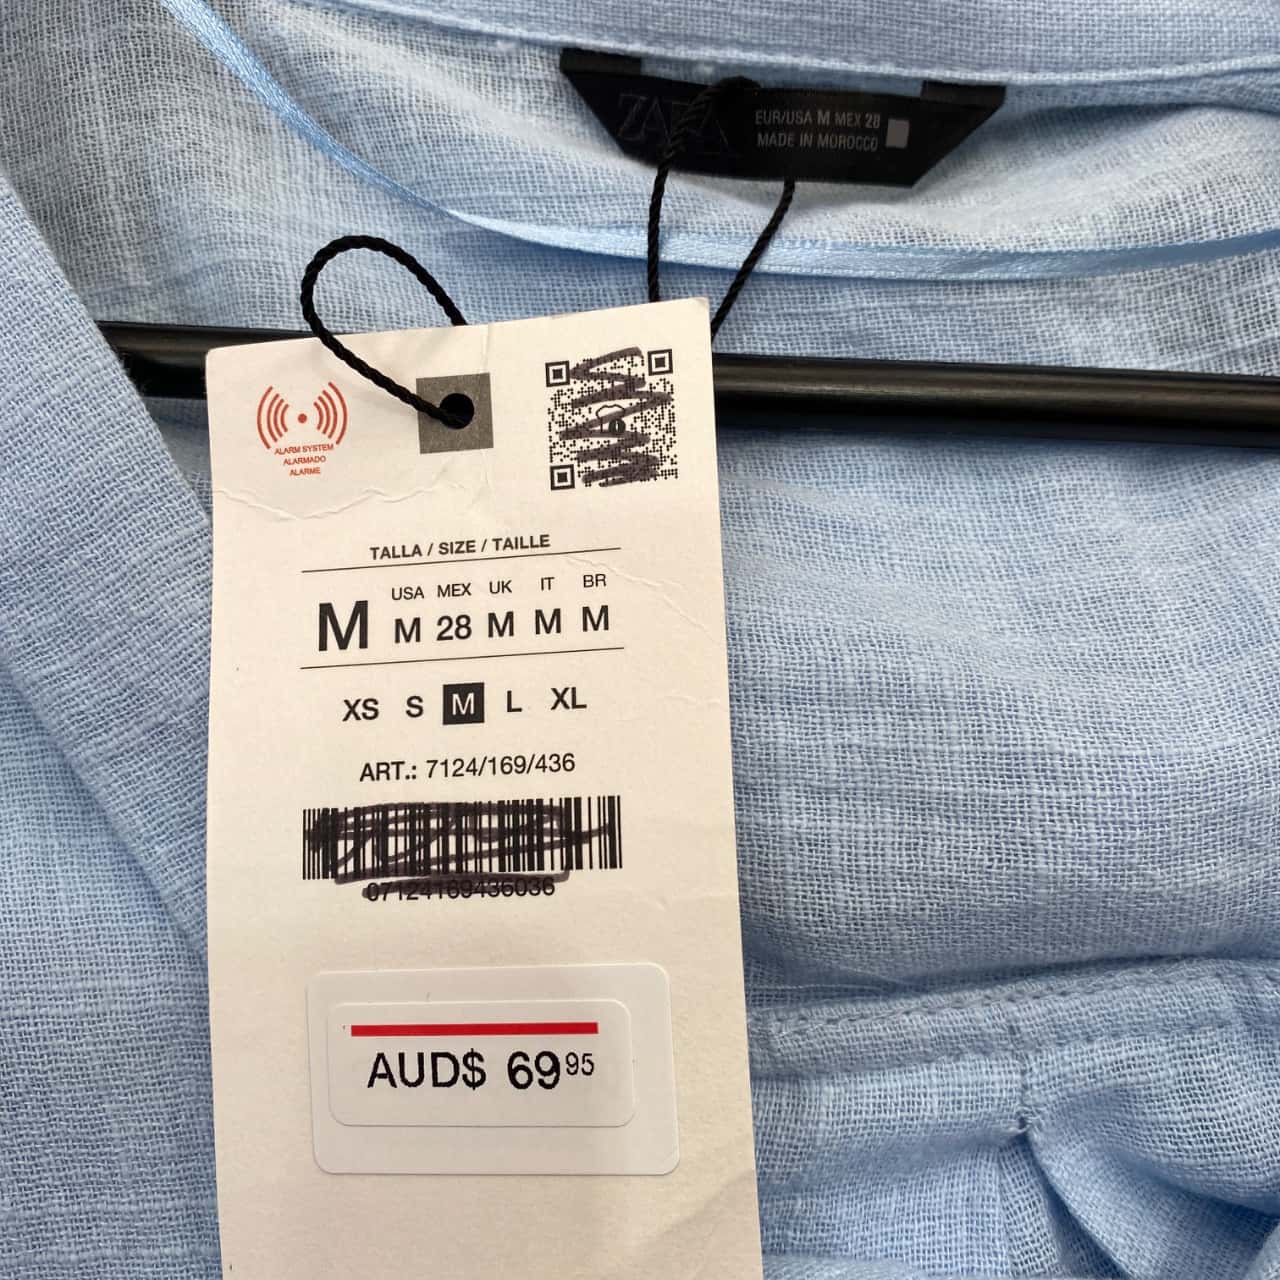 ZARA
EUR/USA M MEX 28
MADE IN MOROCCO
ALARM SYSTEM
ALARMADO
ALARME
TALLA / SIZE / TAILLE
USA MEX UK IT BR
M M 28 M M M
XS S M L XL
ART.: 7124/169/436
07124169436036
AUD$ 69 95